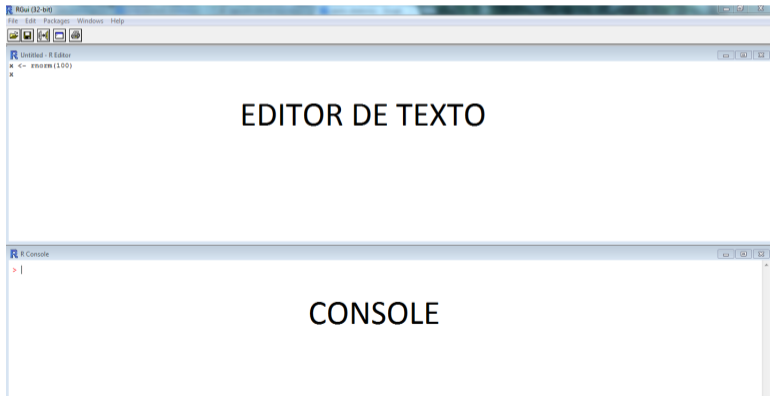 RGui (32-bit)
File Edit Packages Windows Help
Untitled - R Editor
x <- rnorm(100)
x
EDITOR DE TEXTO
R Console
> |
CONSOLE